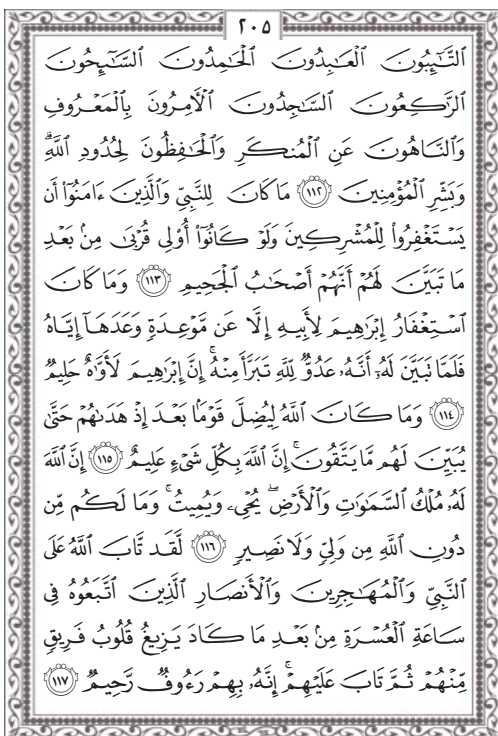 ٢٠٥
ٱلتَّـٰٓئِبُونَ ٱلْعَـٰبِدُونَ ٱلْحَـٰمِدُونَ ٱلسَّـٰٓئِحُونَ
ٱلرَّٰكِعُونَ ٱلسَّـٰجِدُونَ ٱلْـَٔامِرُونَ بِٱلْمَعْرُوفِ
وَٱلنَّاهُونَ عَنِ ٱلْمُنكَرِ وَٱلْحَـٰفِظُونَ لِحُدُودِ ٱللَّهِۗ
وَبَشِّرِ ٱلْمُؤْمِنِينَ ﴿١١٢﴾ مَا كَانَ لِلنَّبِىِّ وَٱلَّذِينَ ءَامَنُوٓا۟ أَن
يَسْتَغْفِرُوا۟ لِلْمُشْرِكِينَ وَلَوْ كَانُوٓا۟ أُو۟لِى قُرْبَىٰ مِنۢ بَعْدِ
مَا تَبَيَّنَ لَهُمْ أَنَّهُمْ أَصْحَـٰبُ ٱلْجَحِيمِ ﴿١١٣﴾ وَمَا كَانَ
ٱسْتِغْفَارُ إِبْرَٰهِيمَ لِأَبِيهِ إِلَّا عَن مَّوْعِدَةٍ وَعَدَهَآ إِيَّاهُ
فَلَمَّا تَبَيَّنَ لَهُۥٓ أَنَّهُۥ عَدُوٌّ لِّلَّهِ تَبَرَّأَ مِنْهُۚ إِنَّ إِبْرَٰهِيمَ لَأَوَّٰهٌ حَلِيمٌ
﴿١١٤﴾ وَمَا كَانَ ٱللَّهُ لِيُضِلَّ قَوْمًۢا بَعْدَ إِذْ هَدَىٰهُمْ حَتَّىٰ
يُبَيِّنَ لَهُم مَّا يَتَّقُونَۚ إِنَّ ٱللَّهَ بِكُلِّ شَىْءٍ عَلِيمٌ ﴿١١٥﴾ إِنَّ ٱللَّهَ
لَهُۥ مُلْكُ ٱلسَّمَـٰوَٰتِ وَٱلْأَرْضِۖ يُحْىِۦ وَيُمِيتُۚ وَمَا لَكُم مِّن
دُونِ ٱللَّهِ مِن وَلِىٍّ وَلَا نَصِيرٍ ﴿١١٦﴾ لَّقَد تَّابَ ٱللَّهُ عَلَى
ٱلنَّبِىِّ وَٱلْمُهَـٰجِرِينَ وَٱلْأَنصَارِ ٱلَّذِينَ ٱتَّبَعُوهُ فِى
سَاعَةِ ٱلْعُسْرَةِ مِنۢ بَعْدِ مَا كَادَ يَزِيغُ قُلُوبُ فَرِيقٍ
مِّنْهُمْ ثُمَّ تَابَ عَلَيْهِمْۚ إِنَّهُۥ بِهِمْ رَءُوفٌ رَّحِيمٌ ﴿١١٧﴾